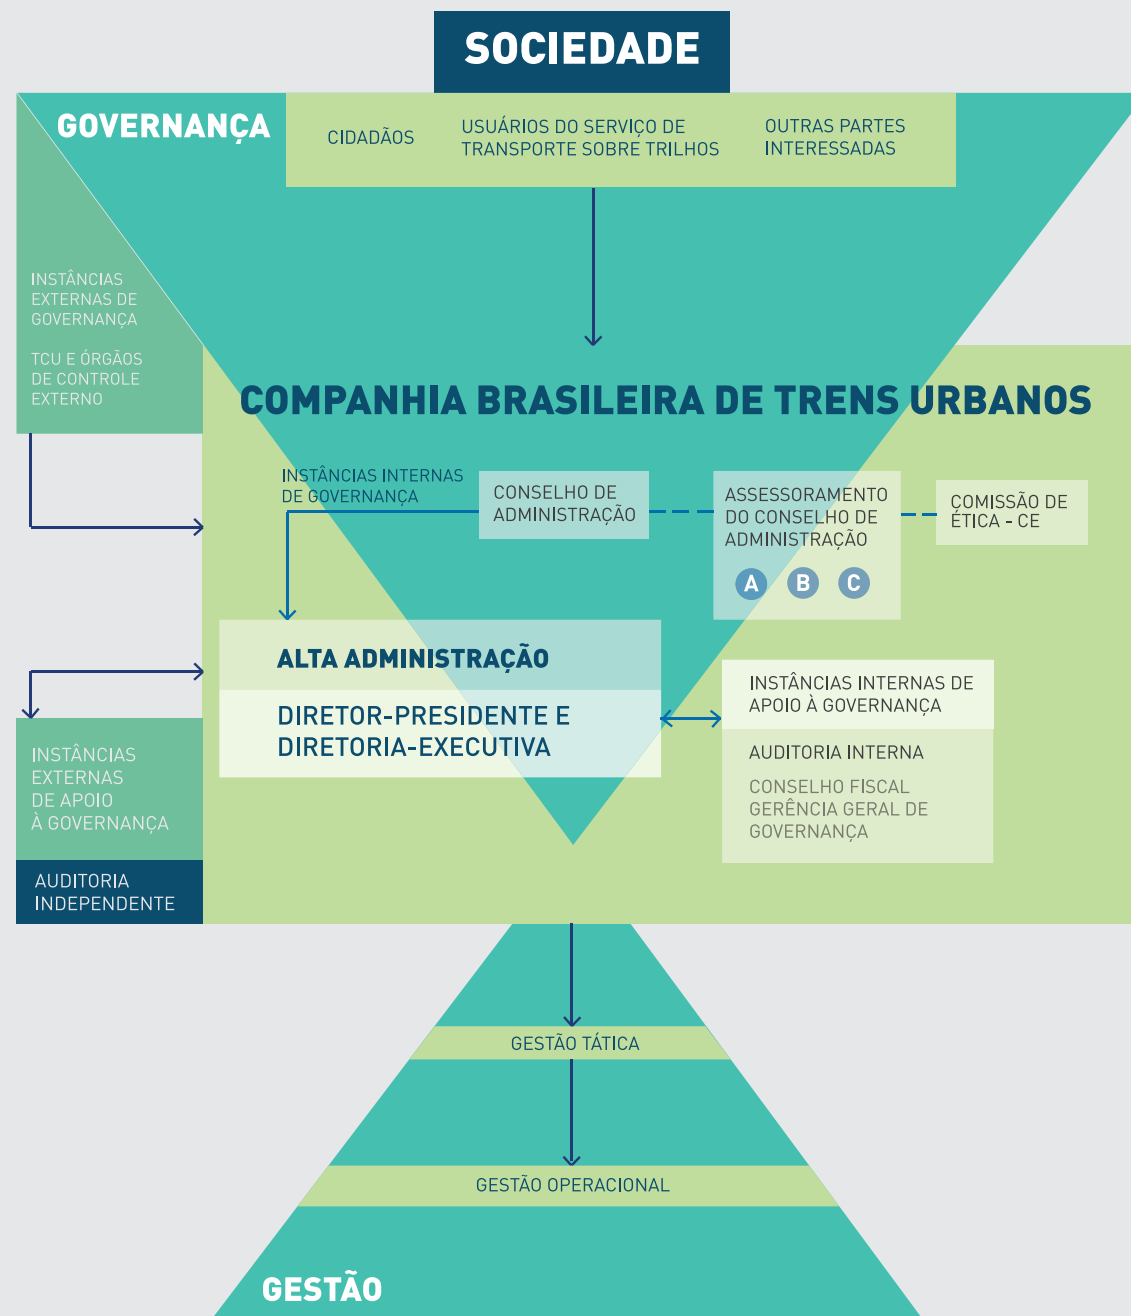 SOCIEDADE
GOVERNANÇA
CIDADÃOS
USUÁRIOS DO SERVIÇO DE
TRANSPORTE SOBRE TRILHOS
OUTRAS PARTES
INTERESSADAS
INSTÂNCIAS
EXTERNAS DE
GOVERNANÇA
TCU E ÓRGÃOS
DE CONTROLE
EXTERNO
COMPANHIA BRASILEIRA DE TRENS URBANOS
INSTÂNCIAS INTERNAS
DE GOVERNANÇA
CONSELHO DE
ADMINISTRAÇÃO
ASSESSORAMENTO
DO CONSELHO DE
ADMINISTRAÇÃO
A B C
COMISSÃO DE
ÉTICA - CE
ALTA ADMINISTRAÇÃO
DIRETOR-PRESIDENTE E
DIRETORIA-EXECUTIVA
INSTÂNCIAS INTERNAS DE
APOIO À GOVERNANÇA
AUDITORIA INTERNA
CONSELHO FISCAL
GERÊNCIA GERAL DE
GOVERNANÇA
INSTÂNCIAS
EXTERNAS
DE APOIO
À GOVERNANÇA
AUDITORIA
INDEPENDENTE
GESTÃO TÁTICA
GESTÃO OPERACIONAL
GESTÃO